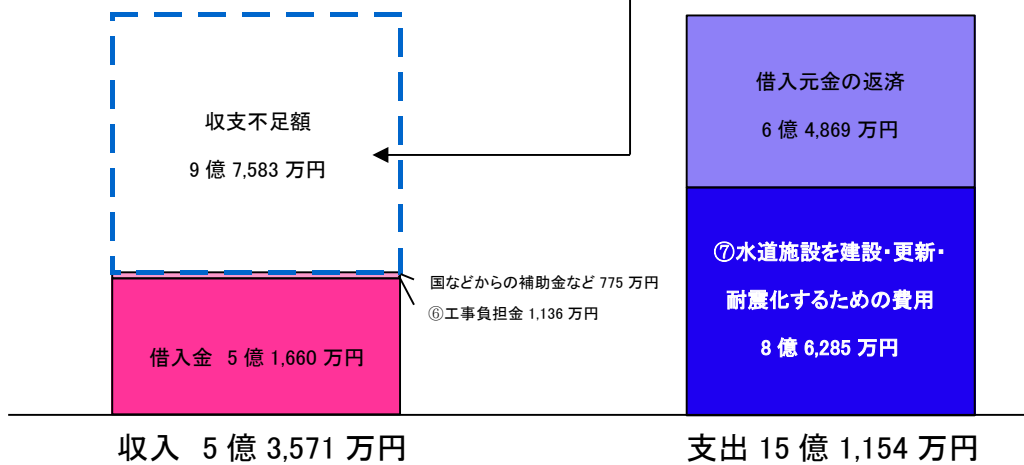 収支不足額
9 億 7,583 万円
国などからの補助金など 775 万円
⑥工事負担金 1,136 万円
借入金 5 億 1,660 万円
収入 5 億 3,571 万円
借入元金の返済
6 億 4,869 万円
⑦水道施設を建設・更新・
耐震化するための費用
8 億 6,285 万円
支出 15 億 1,154 万円